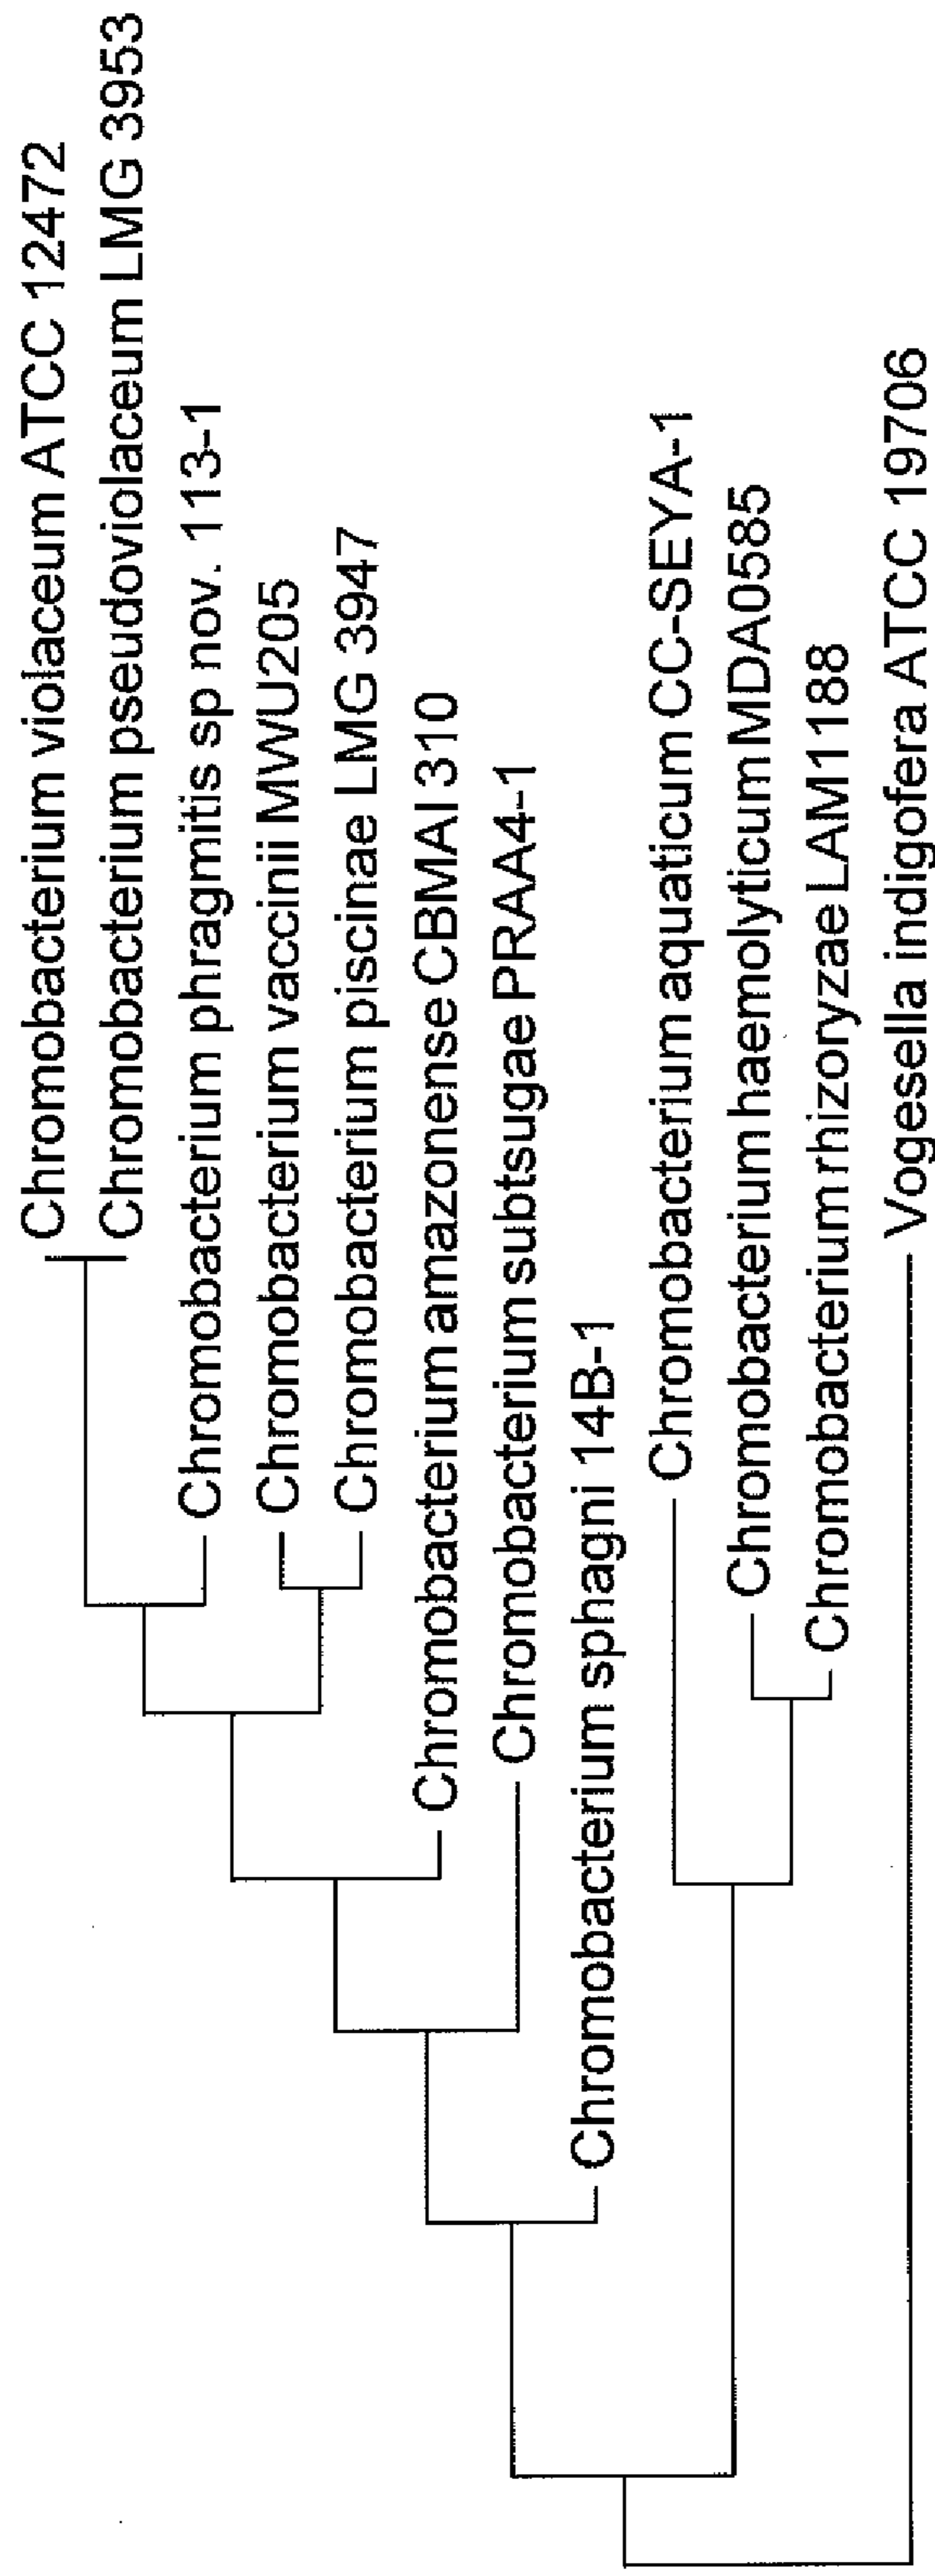 Chromobacterium violaceum ATCC 12472
Chromobacterium pseudoviolaceum LMG 3953
Chromobacterium phragmitis sp nov. 113-1
Chromobacterium vaccinii MWU205
Chromobacterium piscinae LMG 3947
Chromobacterium amazonense CBMAI 310
Chromobacterium subtsugae PRAA4-1
Chromobacterium sphagni 14B-1
Chromobacterium aquaticum CC-SEYA-1
Chromobacterium haemolyticum MDA0585
Chromobacterium rhizoryzae LAM1188
Vogesella indigofera ATCC 19706